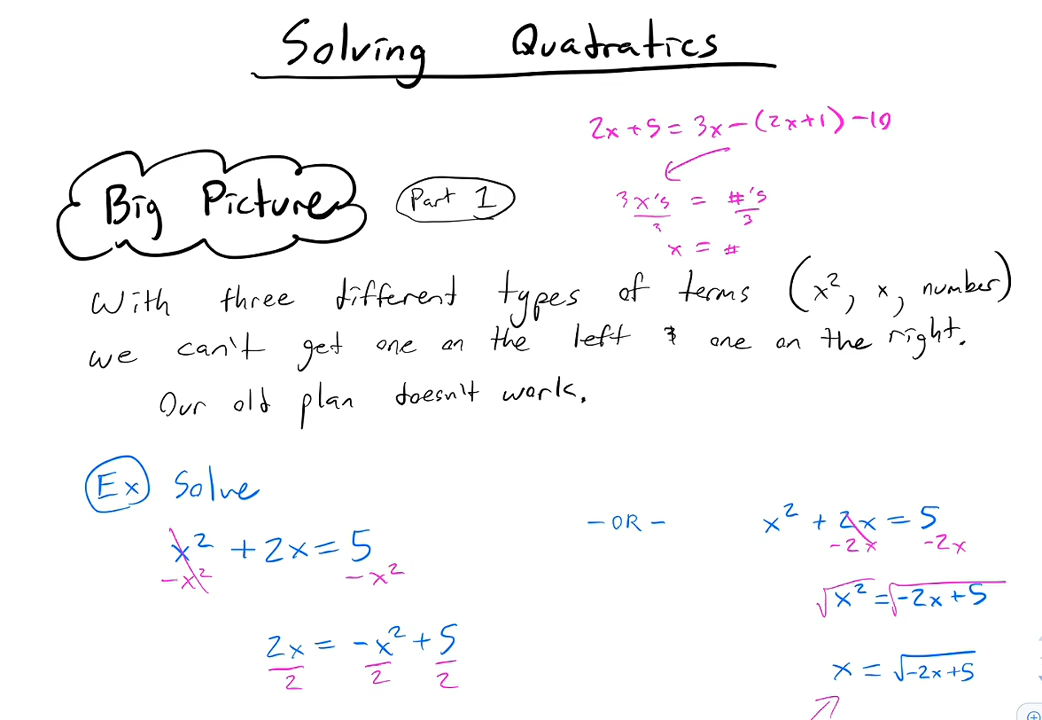 Solving Quadratics
2x + 5 = 3x - (2x+1) - 10
Big Picture Part 1
3x's/3 = #'s/3
x = #
With three different types of terms (x², x, number)
we can't get one on the left & one on the right.
Our old plan doesn't work.
Ex Solve
x² + 2x = 5
-x² -x²
2x/2 = -x²/2 + 5/2
- OR -
x² + 2x = 5
-2x -2x
√x² = √-2x + 5
x = √-2x + 5